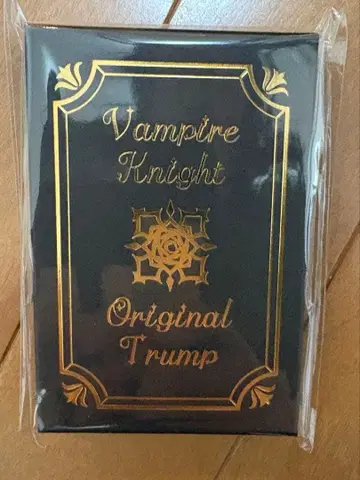 Vampire
Knight
Original
Trump